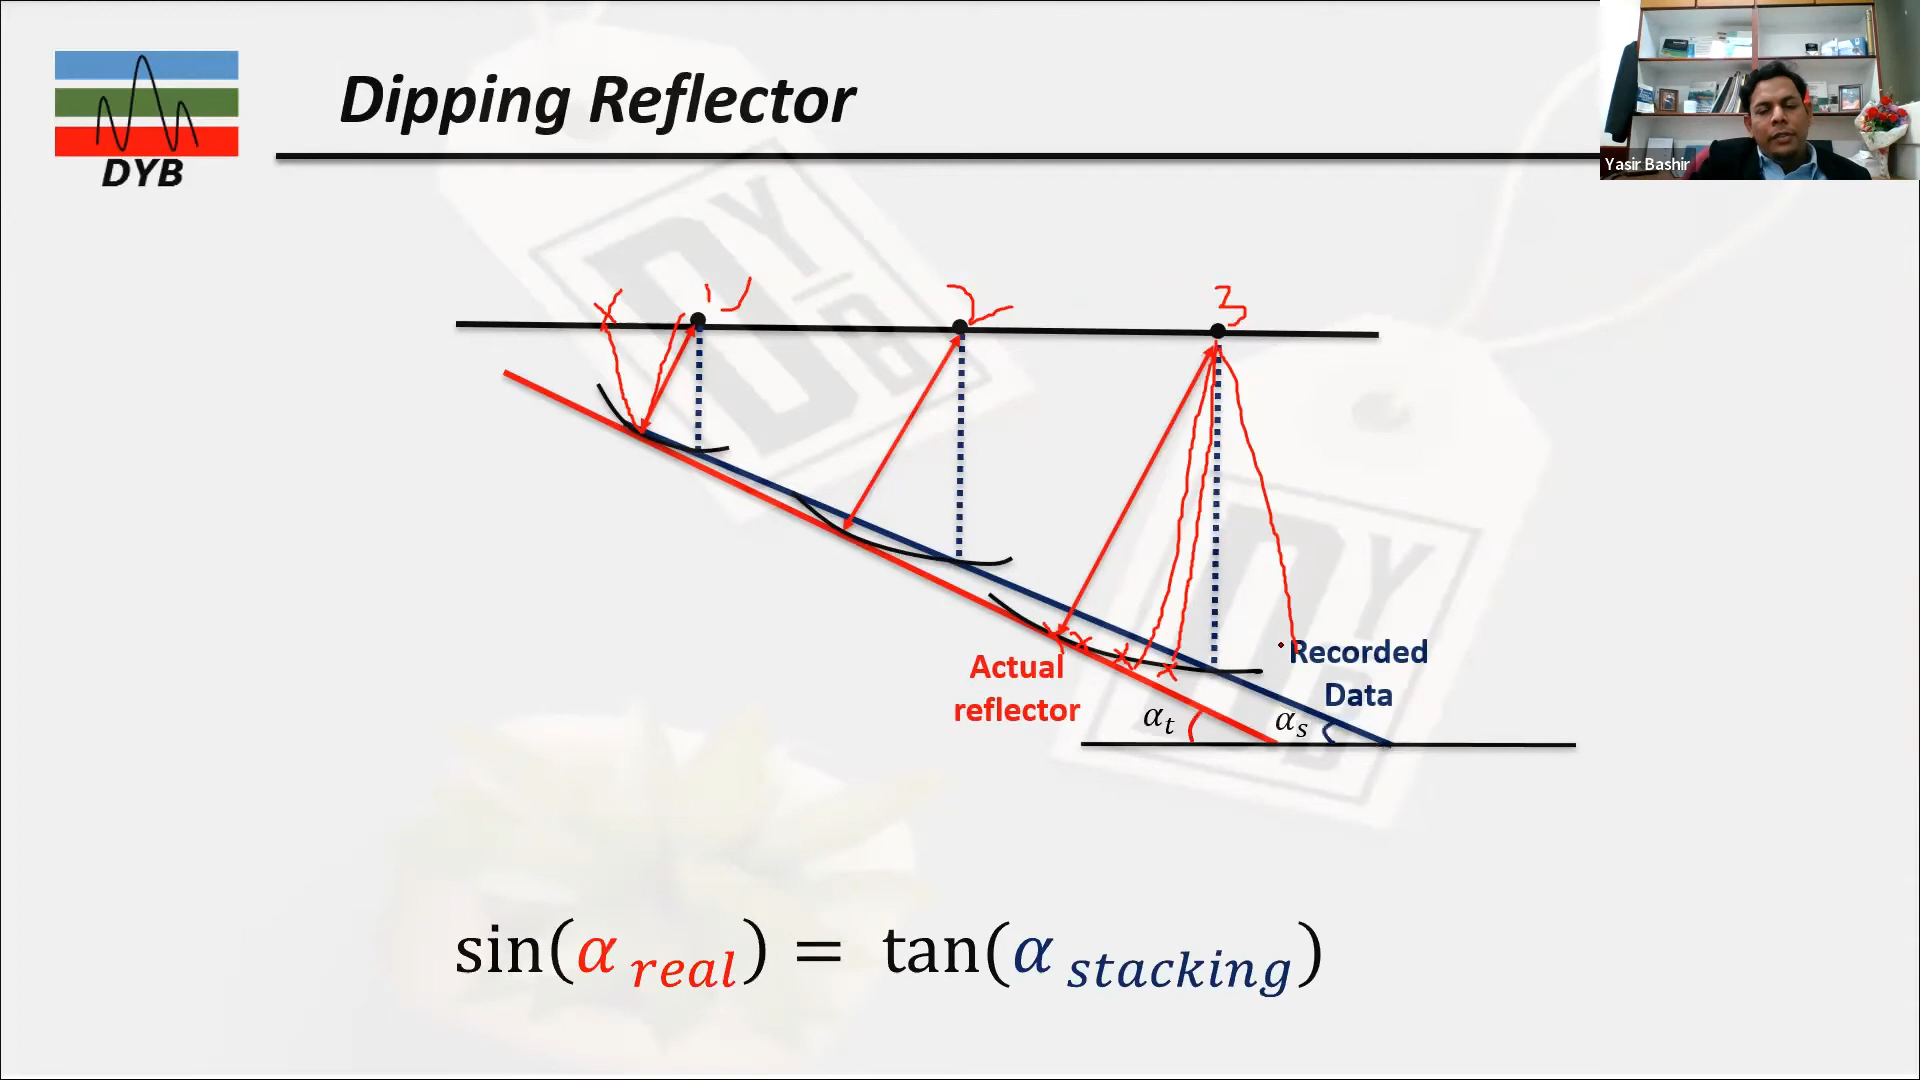 Dipping Reflector
DYB
Yasir Bashir
1
2
3
Actual
reflector
Recorded
Data
αt
αs
sin(α real) = tan(α stacking)